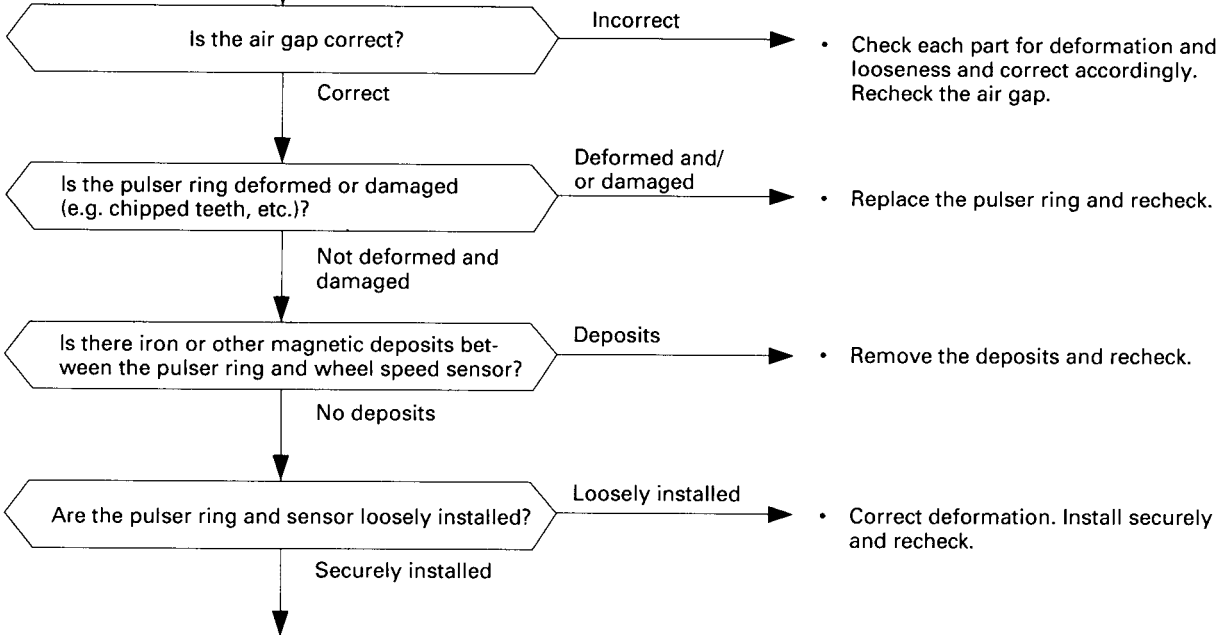 Is the air gap correct?
Incorrect
• Check each part for deformation and
looseness and correct accordingly.
Recheck the air gap.
Correct
Is the pulser ring deformed or damaged
(e.g. chipped teeth, etc.)?
Deformed and/
or damaged
• Replace the pulser ring and recheck.
Not deformed and
damaged
Is there iron or other magnetic deposits bet-
ween the pulser ring and wheel speed sensor?
Deposits
• Remove the deposits and recheck.
No deposits
Are the pulser ring and sensor loosely installed?
Loosely installed
• Correct deformation. Install securely
and recheck.
Securely installed